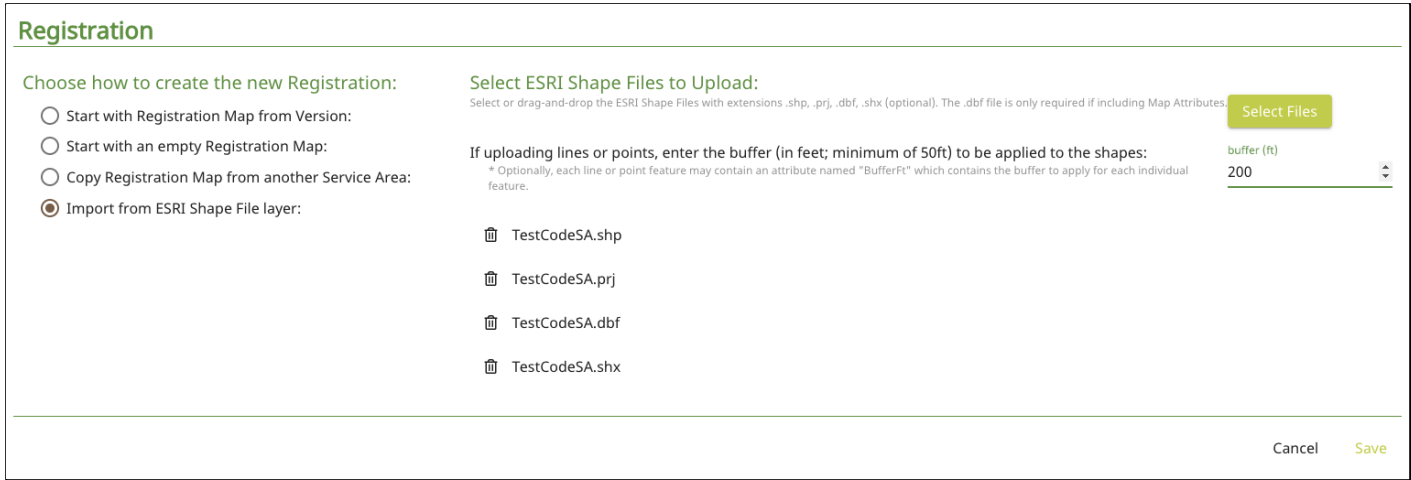 Registration
Choose how to create the new Registration:
Start with Registration Map from Version:
Start with an empty Registration Map:
Copy Registration Map from another Service Area:
Import from ESRI Shape File layer:
Select ESRI Shape Files to Upload:
Select or drag-and-drop the ESRI Shape Files with extensions .shp, .prj, .dbf, .shx (optional). The .dbf file is only required if including Map Attributes.
Select Files
If uploading lines or points, enter the buffer (in feet; minimum of 50ft) to be applied to the shapes:
* Optionally, each line or point feature may contain an attribute named "BufferFt" which contains the buffer to apply for each individual
feature.
buffer (ft)
200
TestCodeSA.shp
TestCodeSA.prj
TestCodeSA.dbf
TestCodeSA.shx
Cancel
Save